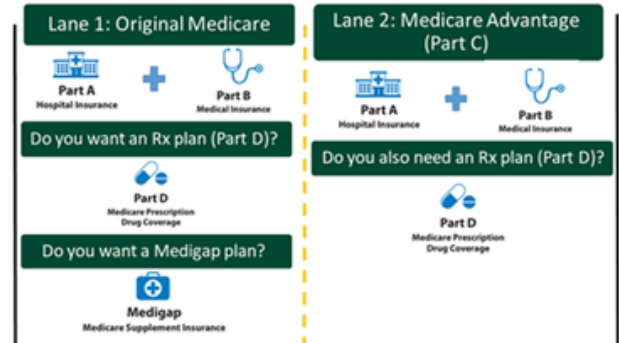 Lane 1: Original Medicare
Part A
Hospital Insurance
Part B
Medical Insurance
Do you want an Rx plan (Part D)?
Part D
Medicare Prescription
Drug Coverage
Do you want a Medigap plan?
Medigap
Medicare Supplement Insurance
Lane 2: Medicare Advantage
(Part C)
Part A
Hospital Insurance
Part B
Medical Insurance
Do you also need an Rx plan (Part D)?
Part D
Medicare Prescription
Drug Coverage